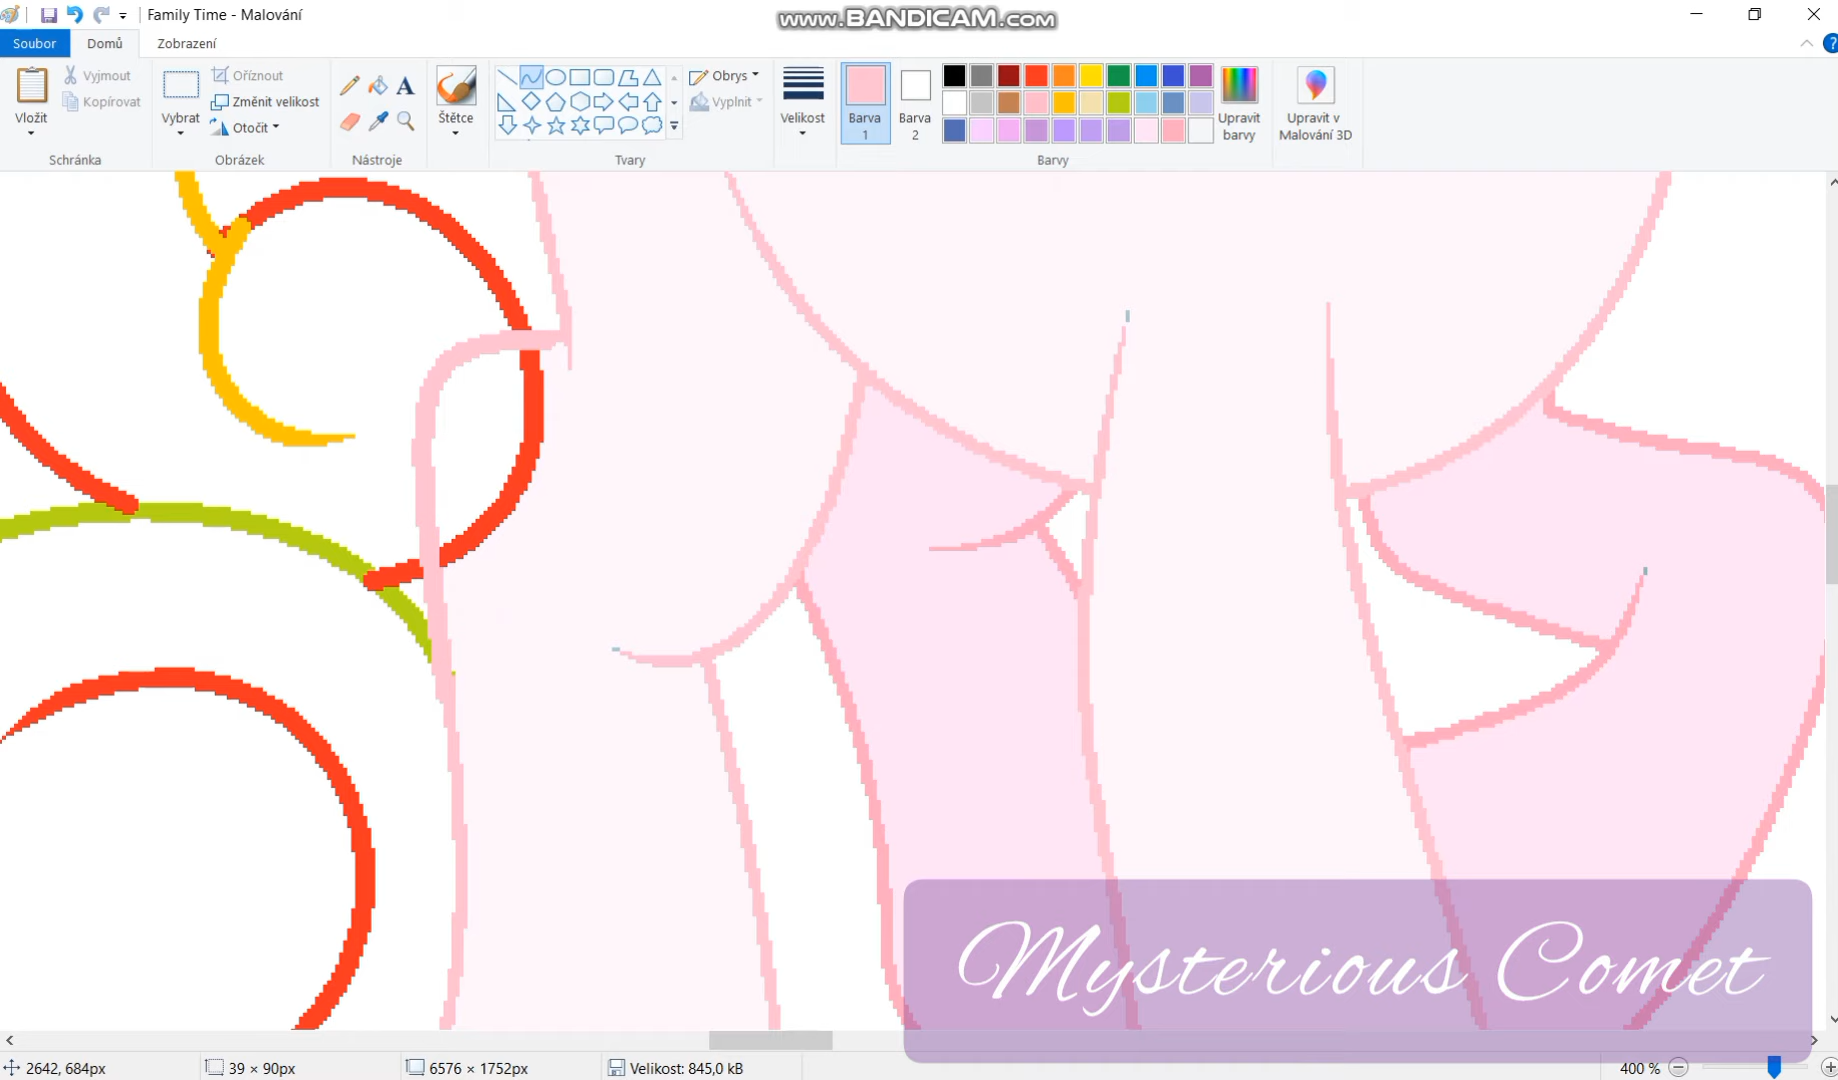 Family Time - Malování
www.BANDICAM.com
Soubor
Domů
Zobrazení
Vložit
Vyjmout
Kopírovat
Schránka
Vybrat
Oříznout
Změnit velikost
Otočit
Obrázek
A
Nástroje
Štětce
Obrys
Vyplnit
Tvary
Velikost
Barva
1
Barva
2
Upravit
barvy
Barvy
Upravit v
Malování 3D
?
Mysterious Comet
2642, 684px
39 × 90px
6576 × 1752px
Velikost: 845,0 kB
400 %